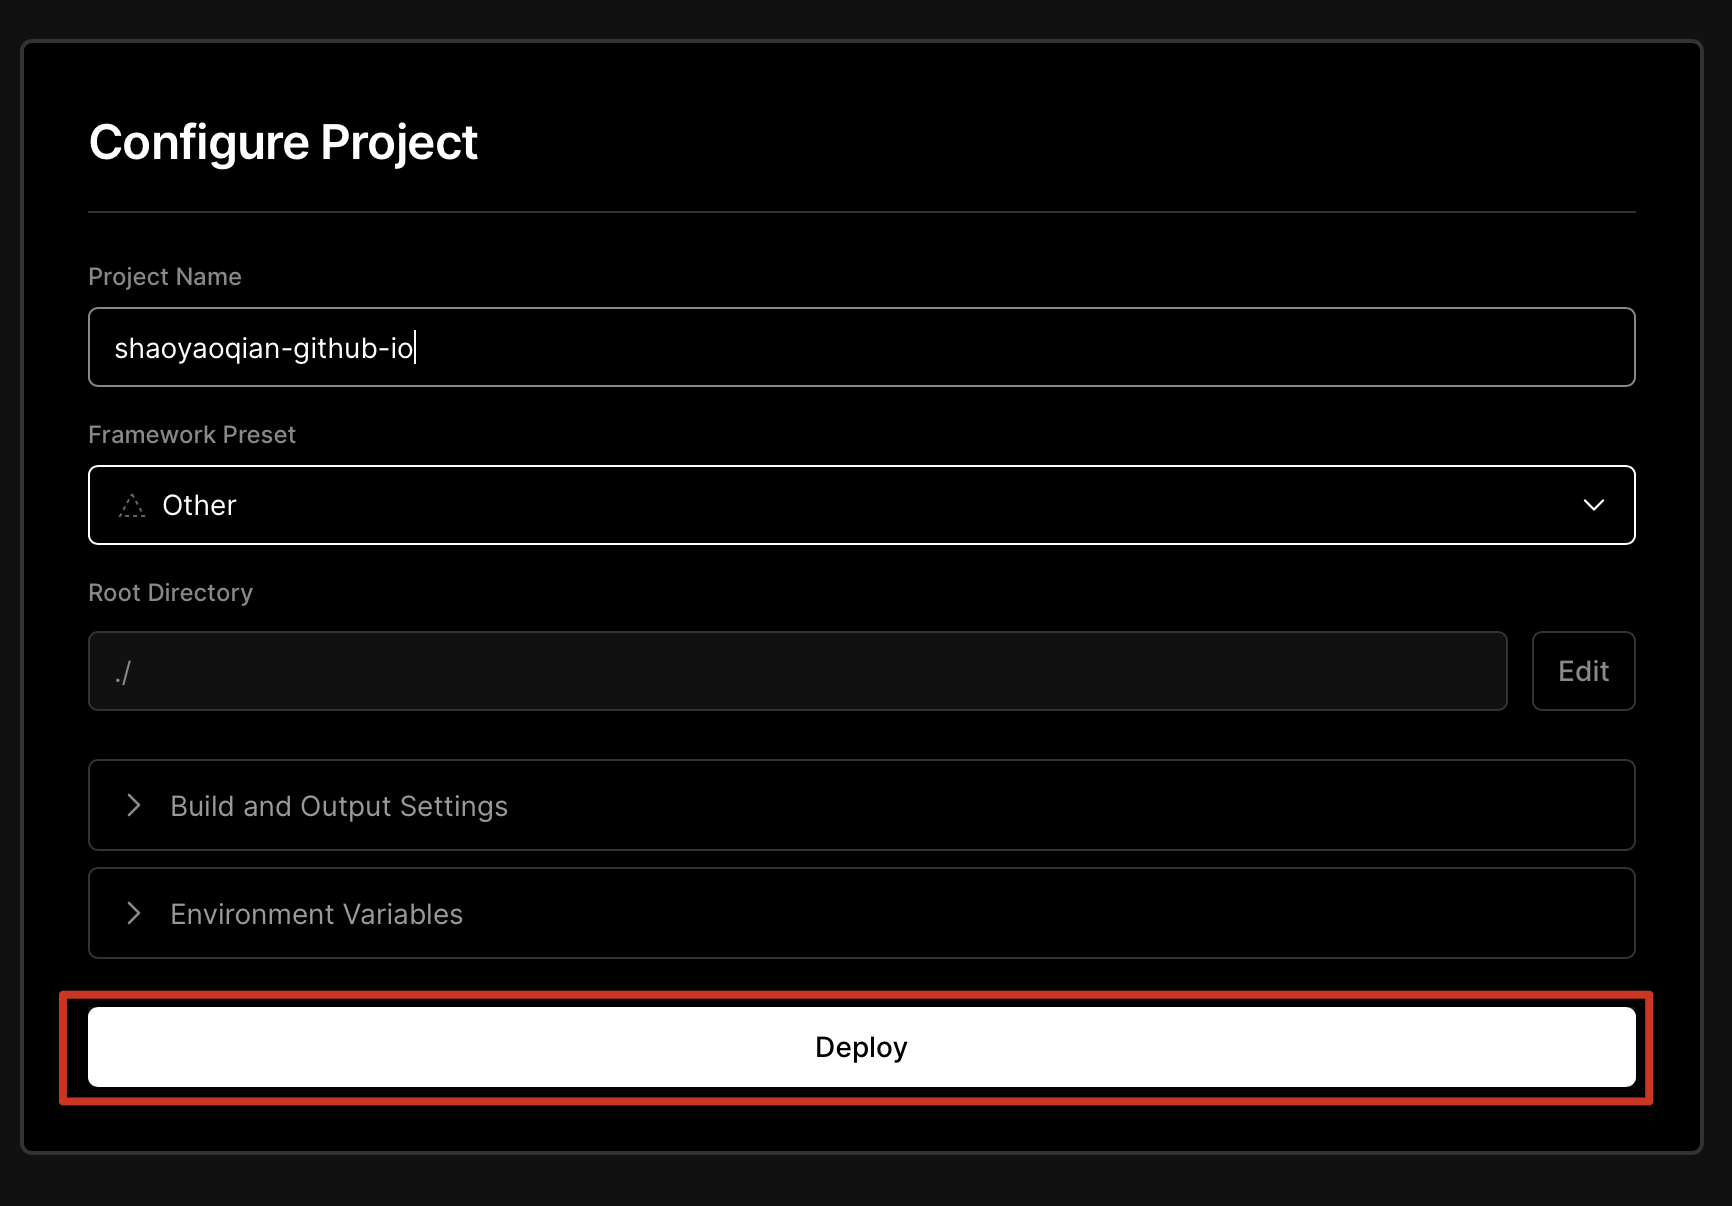 Configure Project
Project Name
shaoyaoqian-github-io
Framework Preset
Other
Root Directory
./
Edit
Build and Output Settings
Environment Variables
Deploy